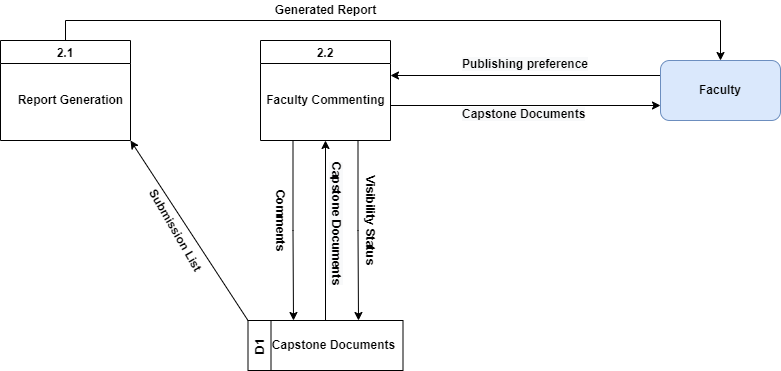 Generated Report
2.1
Report Generation
2.2
Faculty Commenting
Publishing preference
Capstone Documents
Faculty
Submission List
Comments
Capstone Documents
Visibility Status
D1
Capstone Documents